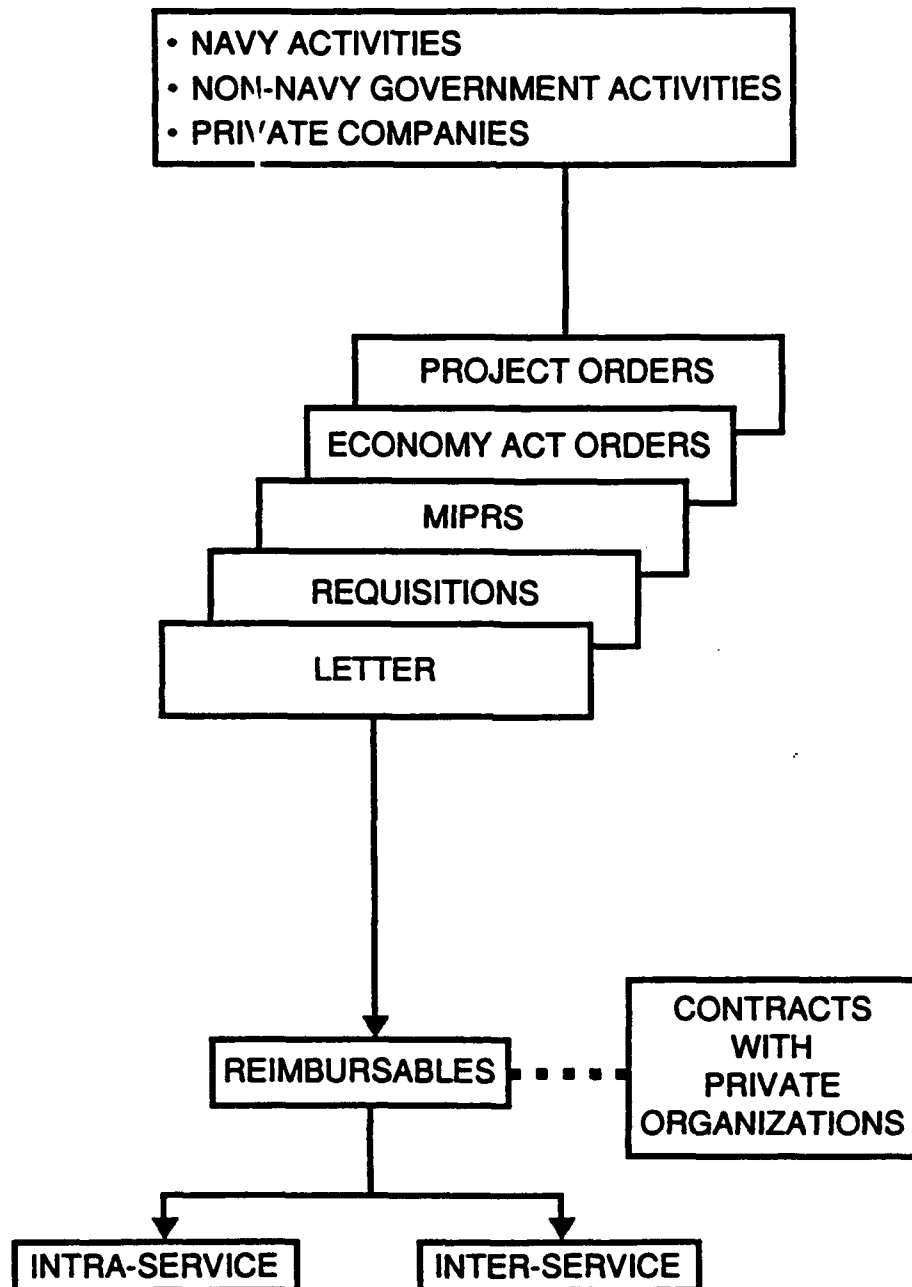 • NAVY ACTIVITIES
• NON-NAVY GOVERNMENT ACTIVITIES
• PRIVATE COMPANIES
PROJECT ORDERS
ECONOMY ACT ORDERS
MIPRS
REQUISITIONS
LETTER
REIMBURSABLES
CONTRACTS
WITH
PRIVATE
ORGANIZATIONS
INTRA-SERVICE
INTER-SERVICE